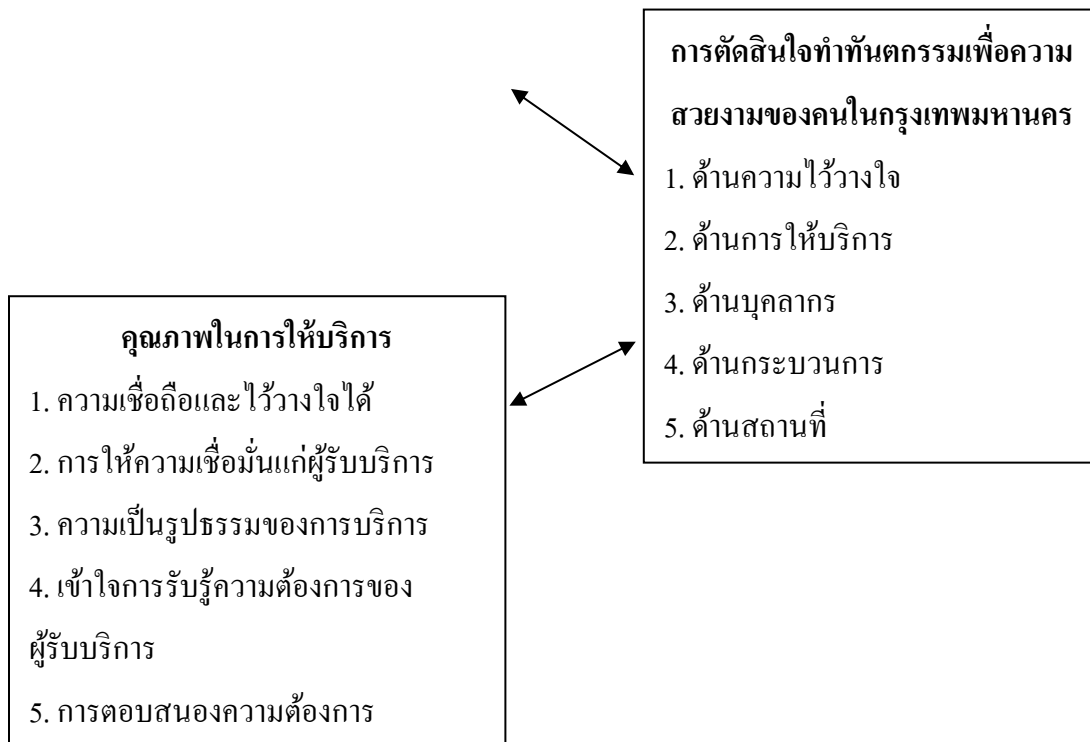 การตัดสินใจทำทันตกรรมเพื่อความ
สวยงามของคนในกรุงเทพมหานคร
1. ด้านความไว้วางใจ
2. ด้านการให้บริการ
3. ด้านบุคลากร
4. ด้านกระบวนการ
5. ด้านสถานที่
คุณภาพในการให้บริการ
1. ความเชื่อถือและไว้วางใจได้
2. การให้ความเชื่อมั่นแก่ผู้รับบริการ
3. ความเป็นรูปธรรมของการบริการ
4. เข้าใจการรับรู้ความต้องการของ
ผู้รับบริการ
5. การตอบสนองความต้องการ